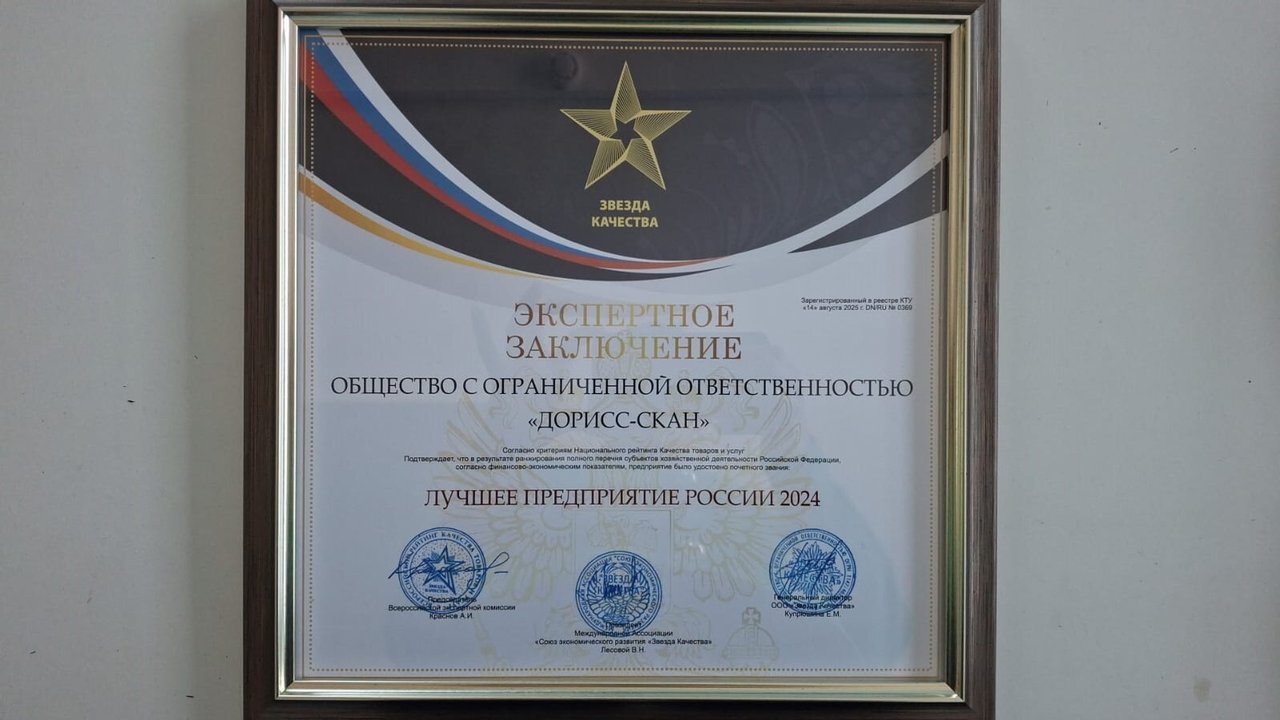 ЗВЕЗДА
КАЧЕСТВА
Зарегистрированный в реестре КТУ
«14» августа 2025 г. DN/RU № 0369
ЭКСПЕРТНОЕ
ЗАКЛЮЧЕНИЕ
ОБЩЕСТВО С ОГРАНИЧЕННОЙ ОТВЕТСТВЕННОСТЬЮ
«ДОРИСС-СКАН»
Согласно критериям Национального рейтинга Качества товаров и услуг
Подтверждает, что в результате ранжирования полного перечня субъектов хозяйственной деятельности Российской Федерации,
согласно финансово-экономическим показателям, предприятие было удостоено почетного звания:
ЛУЧШЕЕ ПРЕДПРИЯТИЕ РОССИИ 2024
Председатель
Всероссийской экспертной комиссии
Краснов А.И.
Президент
Международной Ассоциации
«Союз экономического развития «Звезда Качества»
Лесовой В.Н.
Генеральный директор
ООО «Звезда Качества»
Купрюшина Е.М.